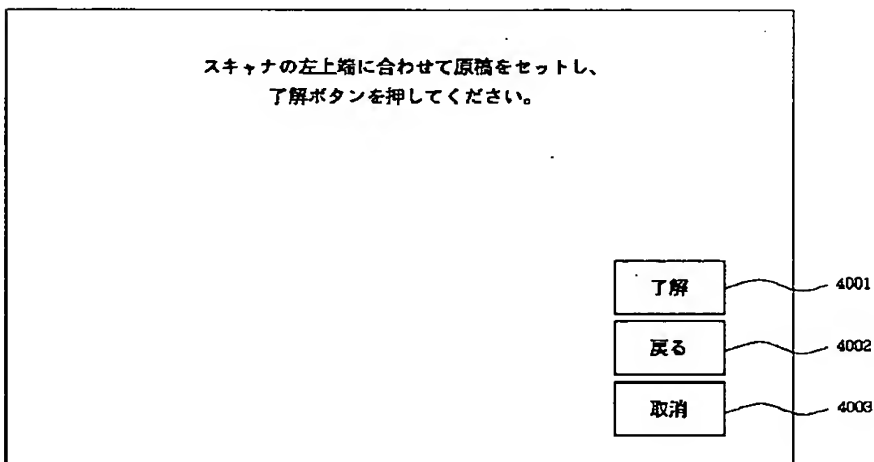 スキャナの左上端に合わせて原稿をセットし、
了解ボタンを押してください。
了解 4001
戻る 4002
取消 4003